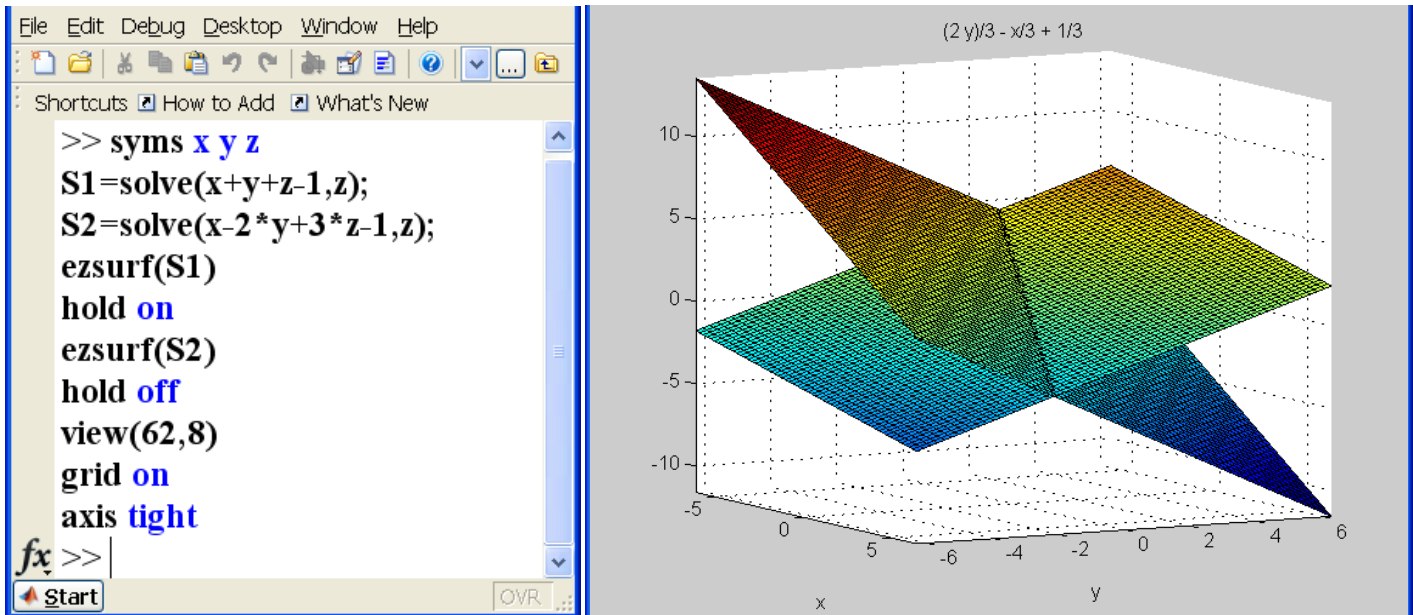 File Edit Debug Desktop Window Help
...
Shortcuts How to Add What's New
>> syms x y z
S1=solve(x+y+z-1,z);
S2=solve(x-2*y+3*z-1,z);
ezsurf(S1)
hold on
ezsurf(S2)
hold off
view(62,8)
grid on
axis tight
fx >>
Start OVR
(2 y)/3 - x/3 + 1/3
10
5
0
-5
-10
-5 0 5
-6 -4 -2 0 2 4 6
x y